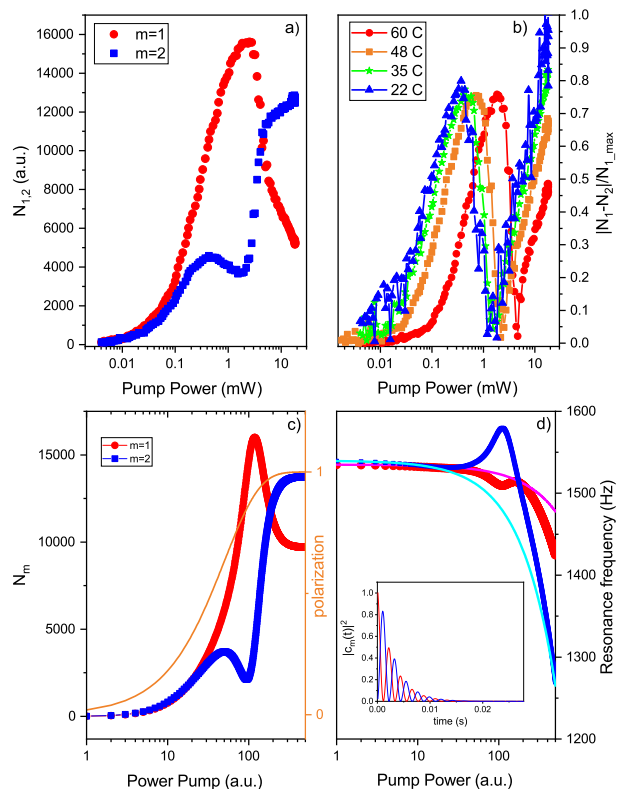 a)
m=1
m=2
16000
14000
12000
10000
8000
6000
4000
2000
0
N1,2
(a.u.)
0.01 0.1 1 10
Pump Power (mW)
b)
60 C
48 C
35 C
22 C
1.0
0.9
0.8
0.7
0.6
0.5
0.4
0.3
0.2
0.1
0.0
|N1-N2|/N1_max
0.01 0.1 1 10
Pump Power (mW)
c)
m=1
m=2
15000
10000
5000
0
Nm
1
0
polarization
1 10 100
Power Pump (a.u.)
d)
1600
1500
1400
1300
1200
Resonance frequency (Hz)
1.0
0.8
0.6
0.4
0.2
0.0
|cm(t)|²
0.00 0.01 0.02
time (s)
1 10 100
Pump Power (a.u.)